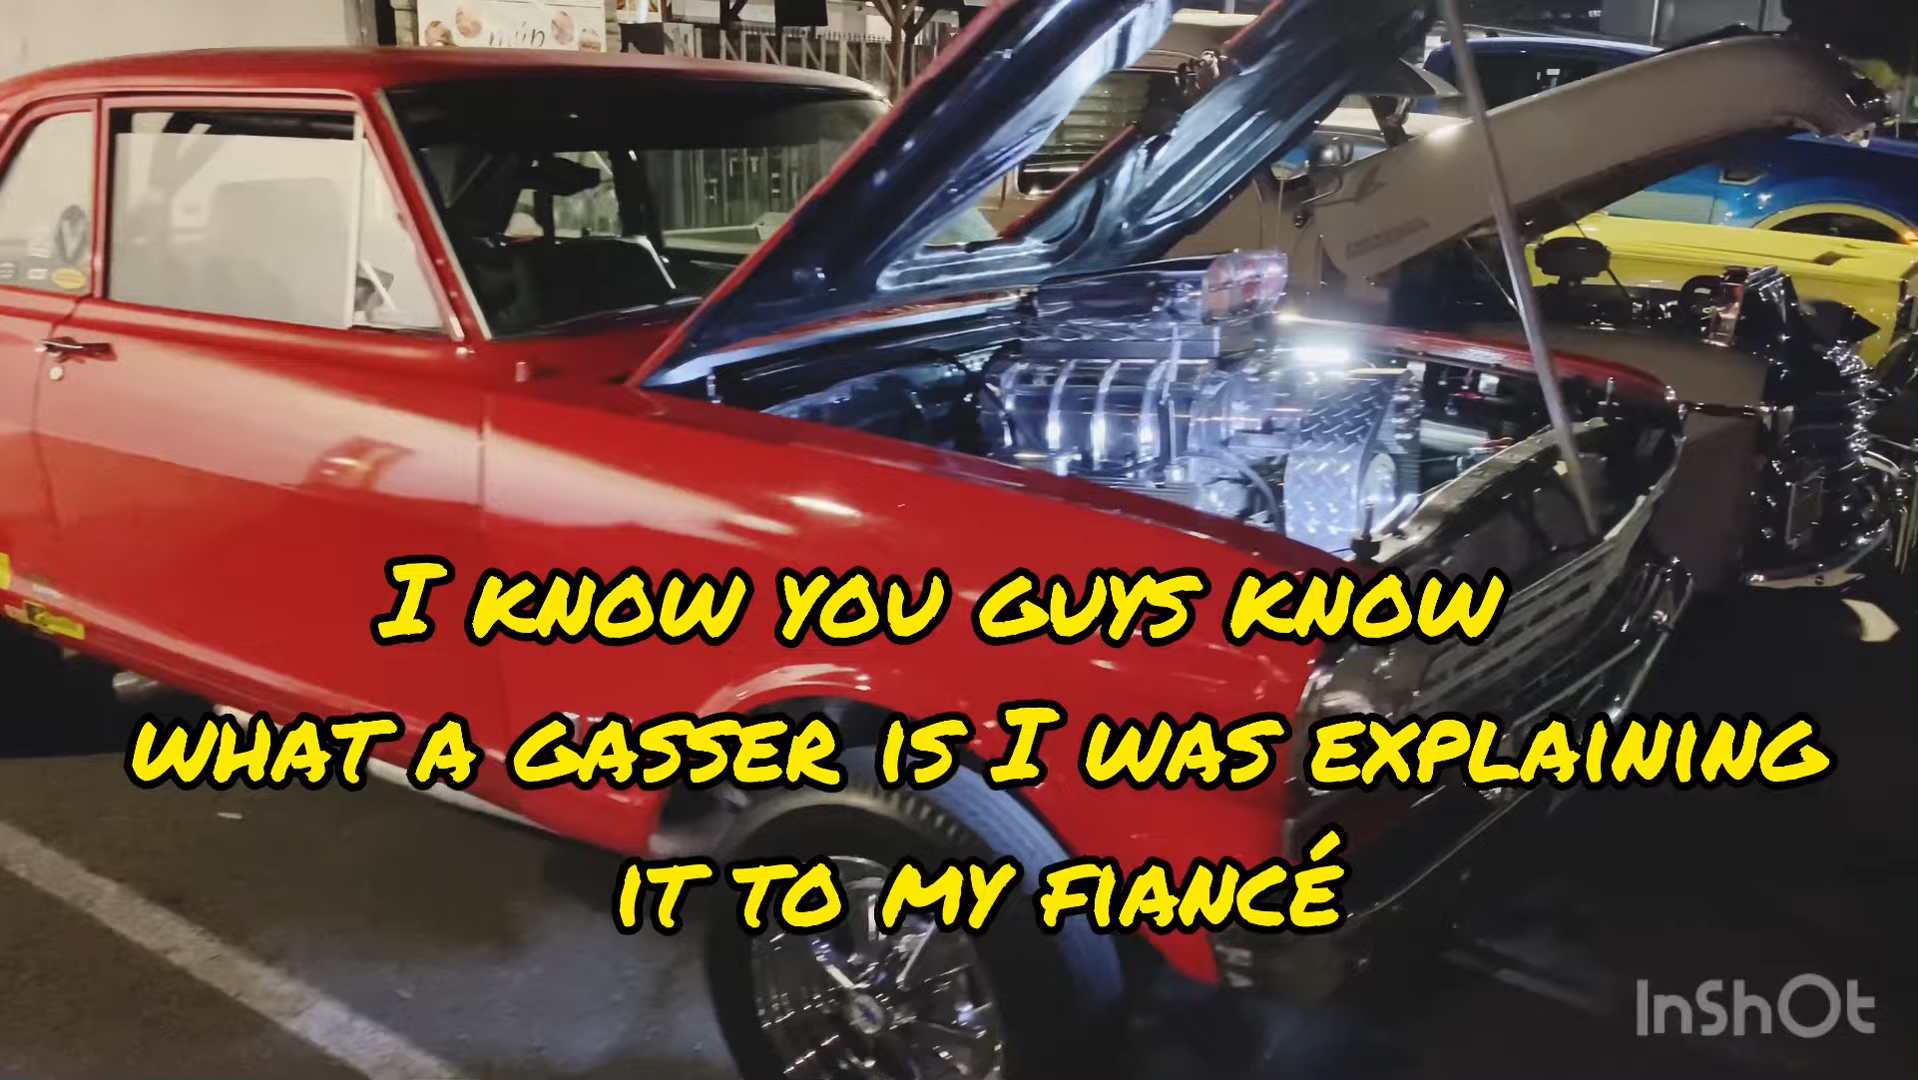 I KNOW YOU GUYS KNOW
WHAT A GASSER IS I WAS EXPLAINING
IT TO MY FIANCÉ
InShOt